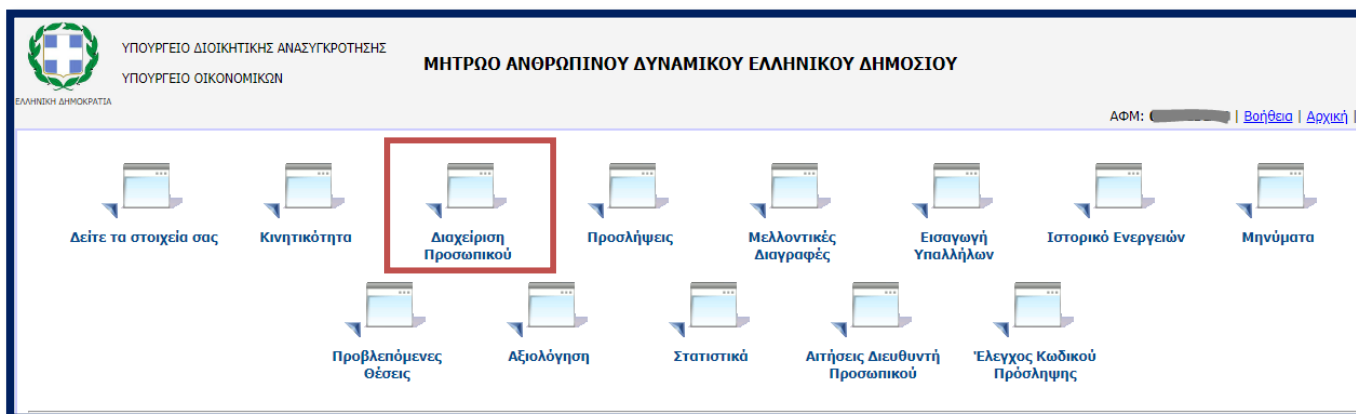 ΥΠΟΥΡΓΕΙΟ ΔΙΟΙΚΗΤΙΚΗΣ ΑΝΑΣΥΓΚΡΟΤΗΣΗΣ
ΥΠΟΥΡΓΕΙΟ ΟΙΚΟΝΟΜΙΚΩΝ
ΕΛΛΗΝΙΚΗ ΔΗΜΟΚΡΑΤΙΑ
ΜΗΤΡΩΟ ΑΝΘΡΩΠΙΝΟΥ ΔΥΝΑΜΙΚΟΥ ΕΛΛΗΝΙΚΟΥ ΔΗΜΟΣΙΟΥ
ΑΦΜ: | Βοήθεια | Αρχική |
Δείτε τα στοιχεία σας
Κινητικότητα
Διαχείριση
Προσωπικού
Προσλήψεις
Μελλοντικές
Διαγραφές
Εισαγωγή
Υπαλλήλων
Ιστορικό Ενεργειών
Μηνύματα
Προβλεπόμενες
Θέσεις
Αξιολόγηση
Στατιστικά
Αιτήσεις Διευθυντή
Προσωπικού
Έλεγχος Κωδικού
Πρόσληψης